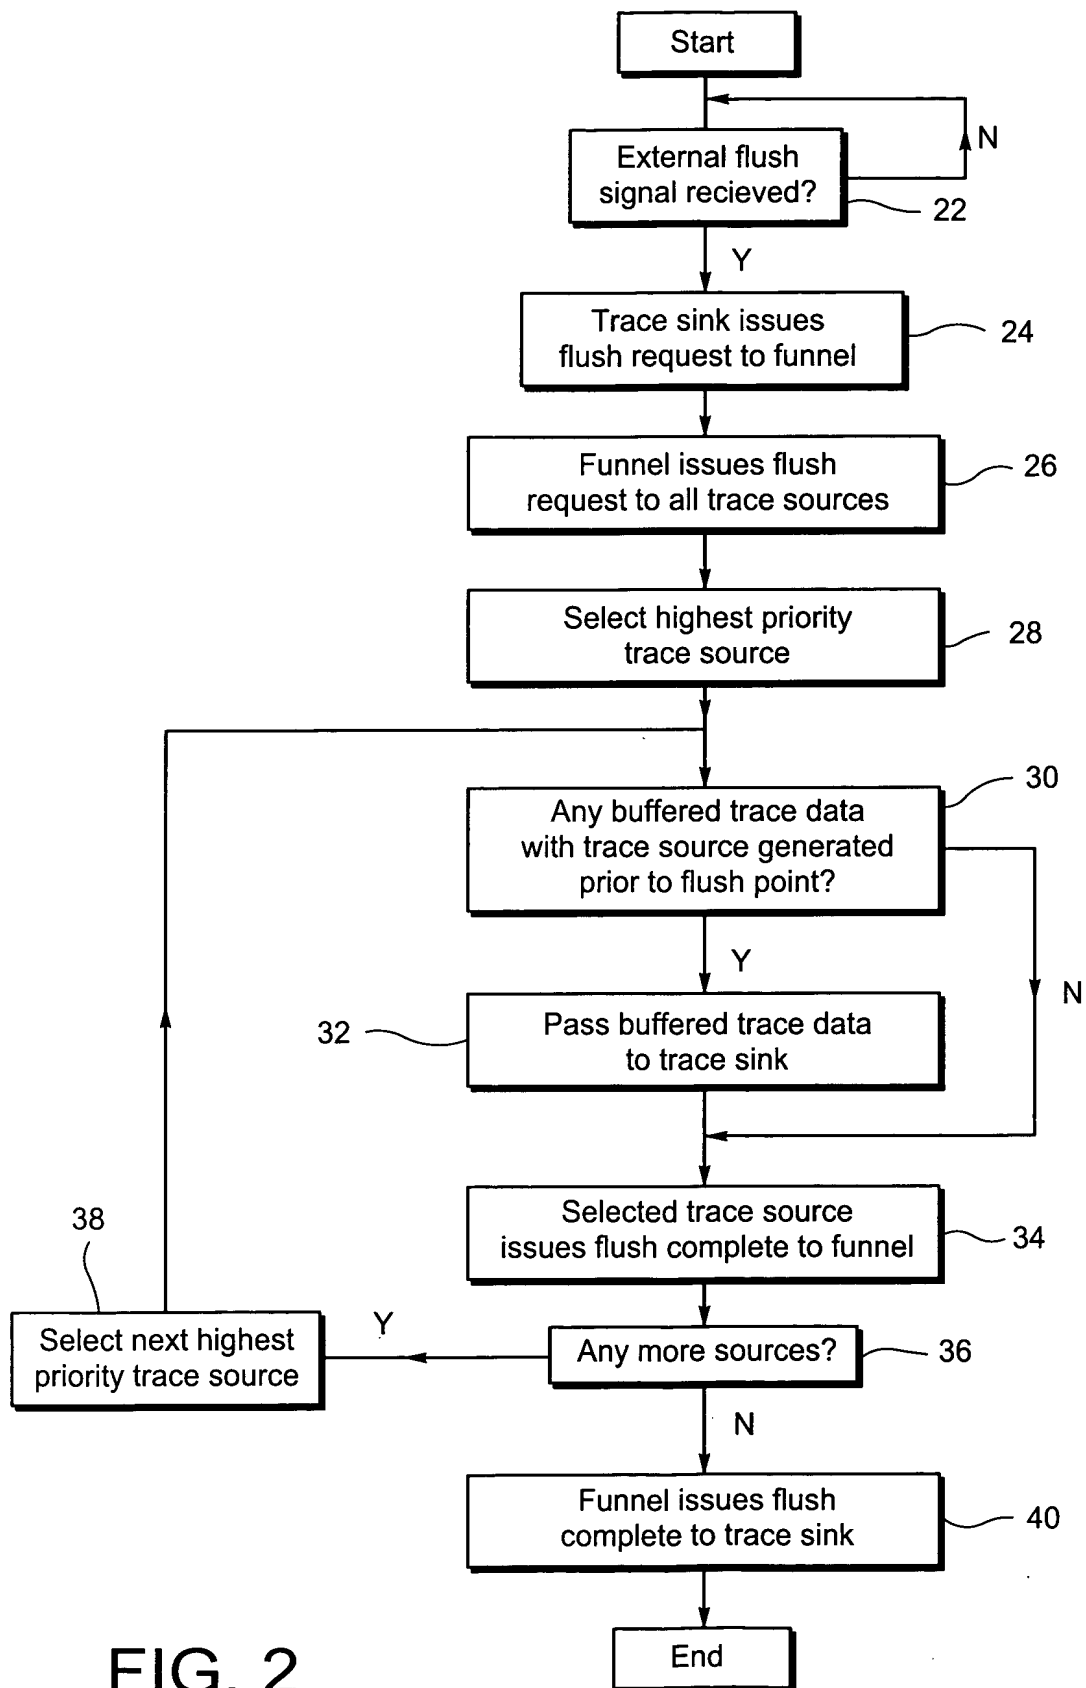 Start
N
External flush
signal recieved?
22
Y
Trace sink issues
flush request to funnel
24
Funnel issues flush
request to all trace sources
26
Select highest priority
trace source
28
30
Any buffered trace data
with trace source generated
prior to flush point?
Y
N
32
Pass buffered trace data
to trace sink
38
Selected trace source
issues flush complete to funnel
34
Select next highest
priority trace source
Y
Any more sources?
36
N
Funnel issues flush
complete to trace sink
40
End
FIG. 2